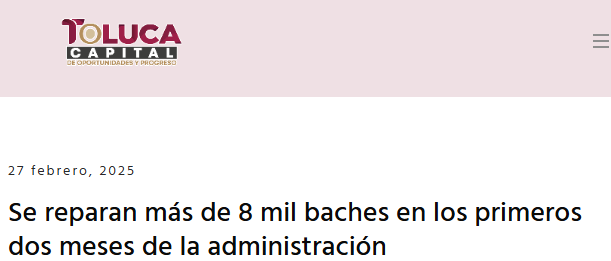 TOLUCA
CAPITAL
DE OPORTUNIDADES Y PROGRESO
27 febrero, 2025
Se reparan más de 8 mil baches en los primeros
dos meses de la administración